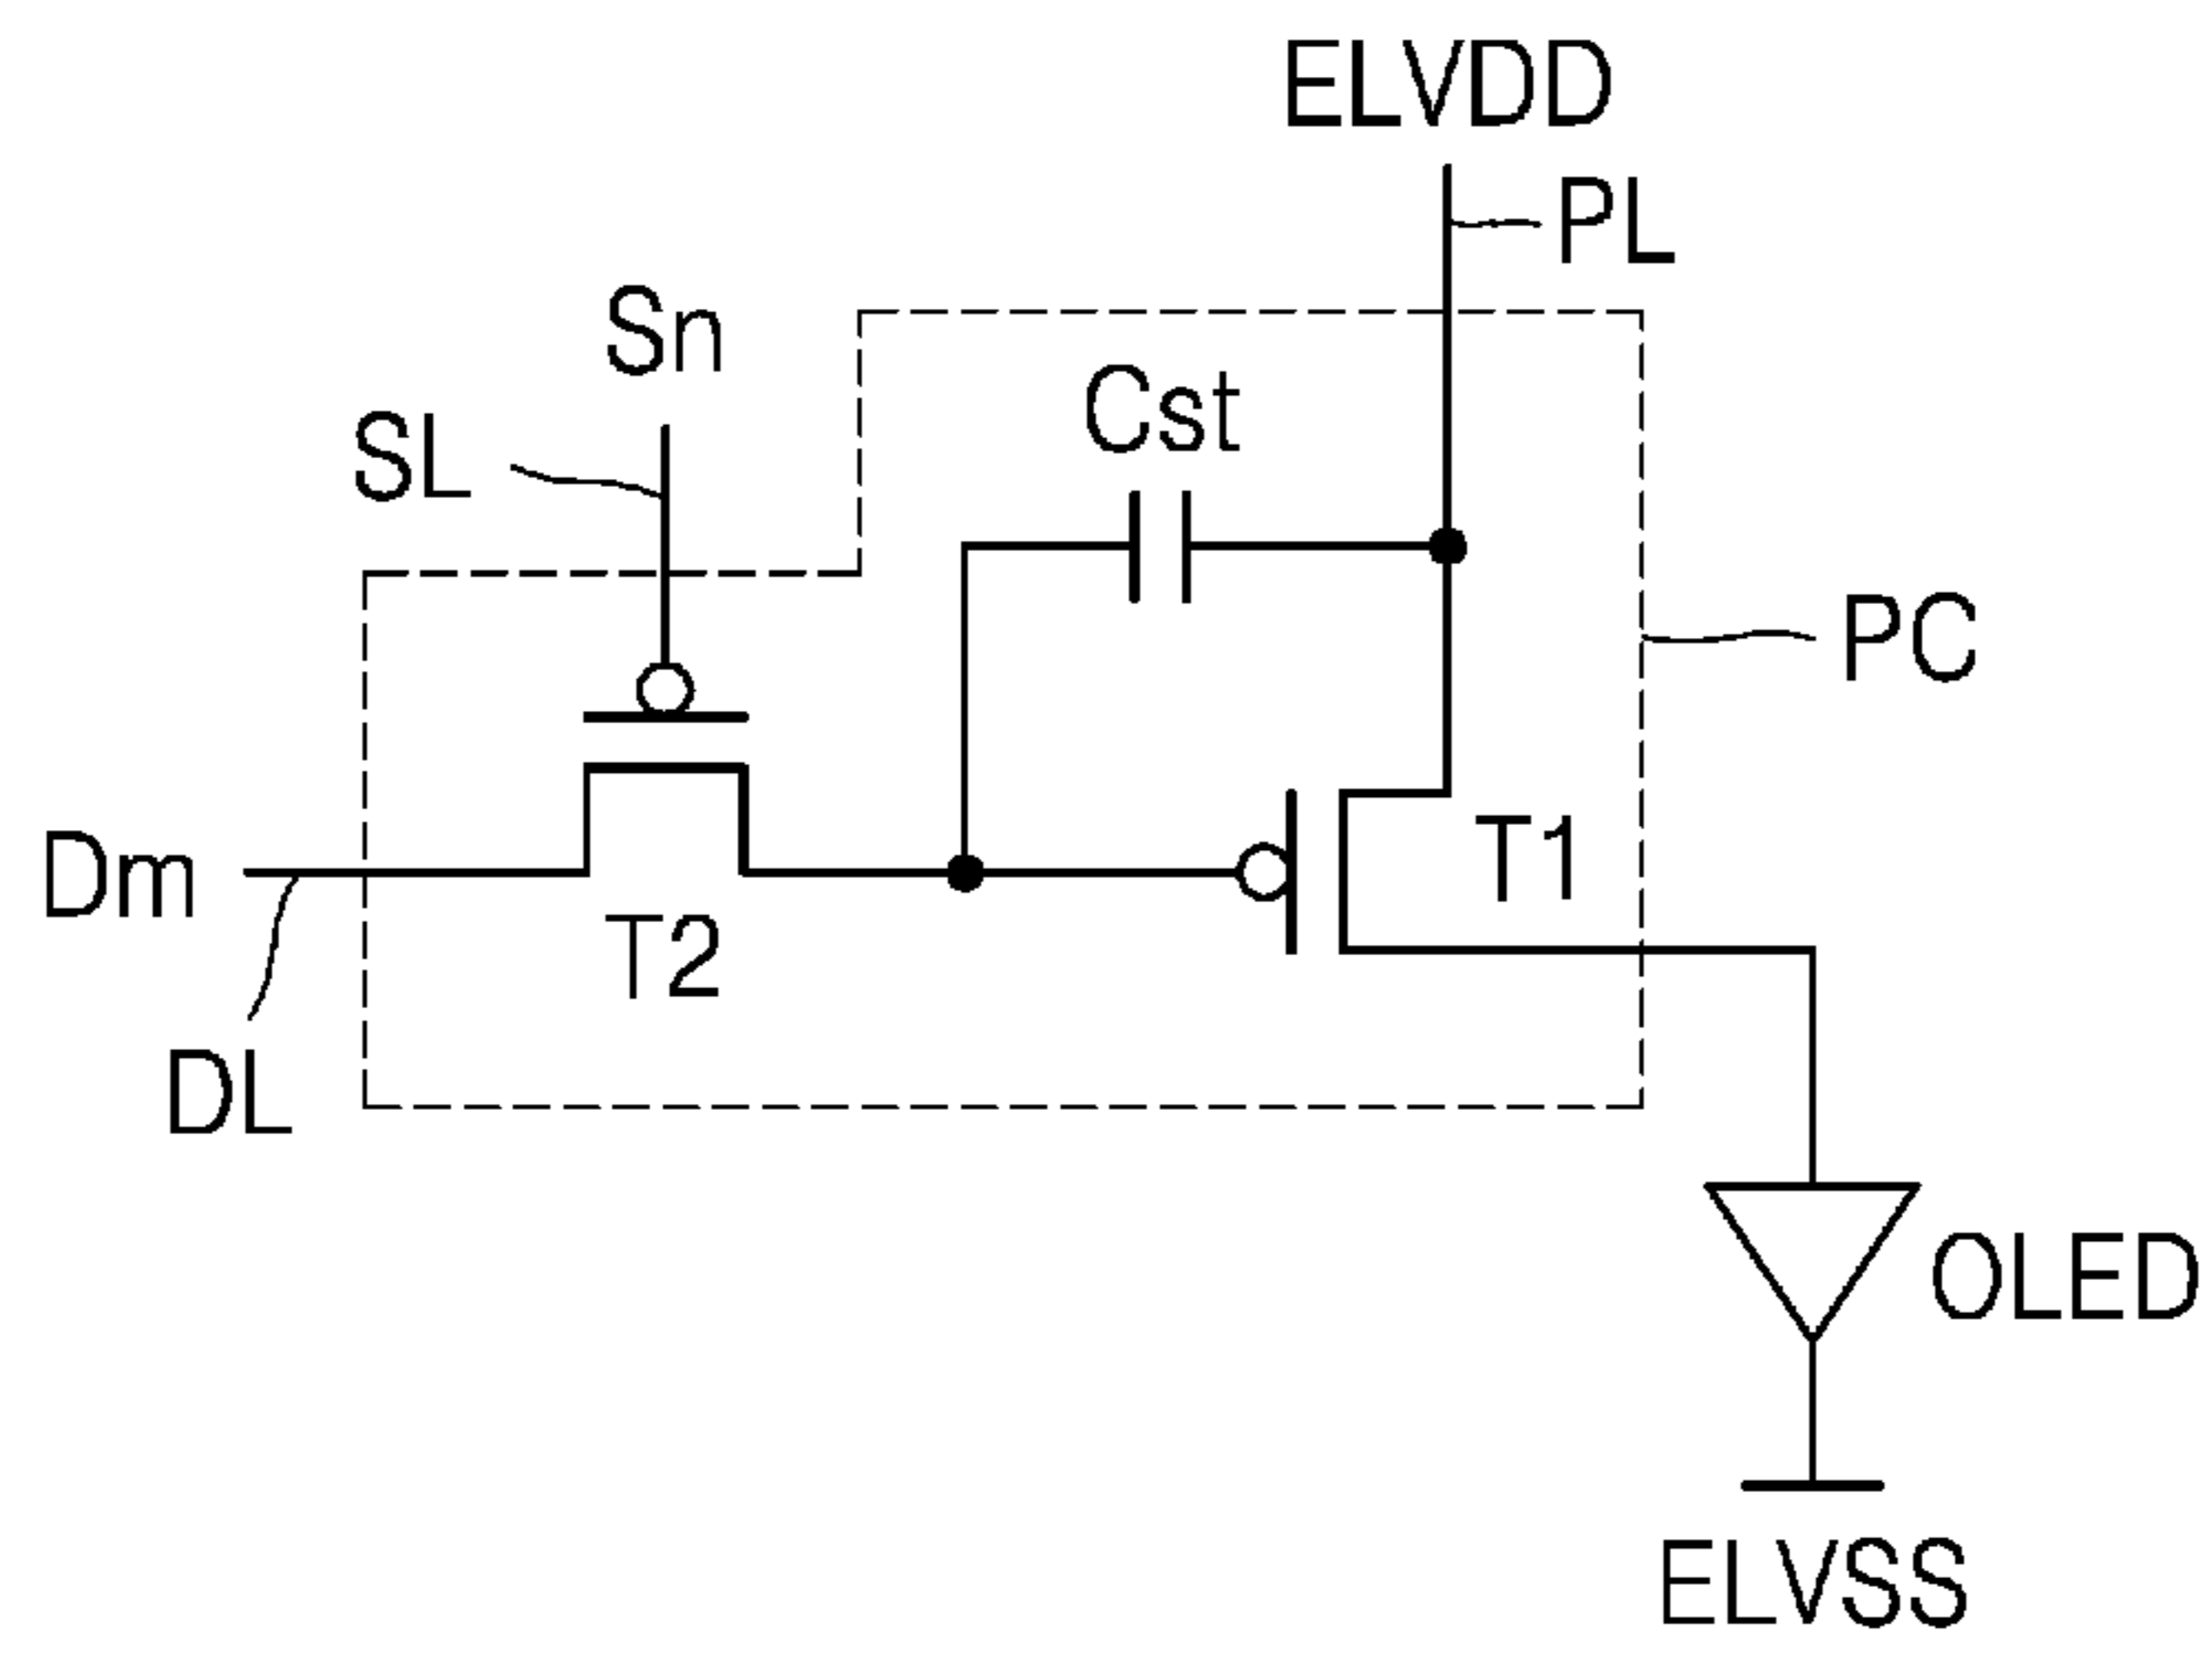 ELVDD
PL
Sn
SL
Cst
PC
Dm
T1
T2
DL
OLED
ELVSS